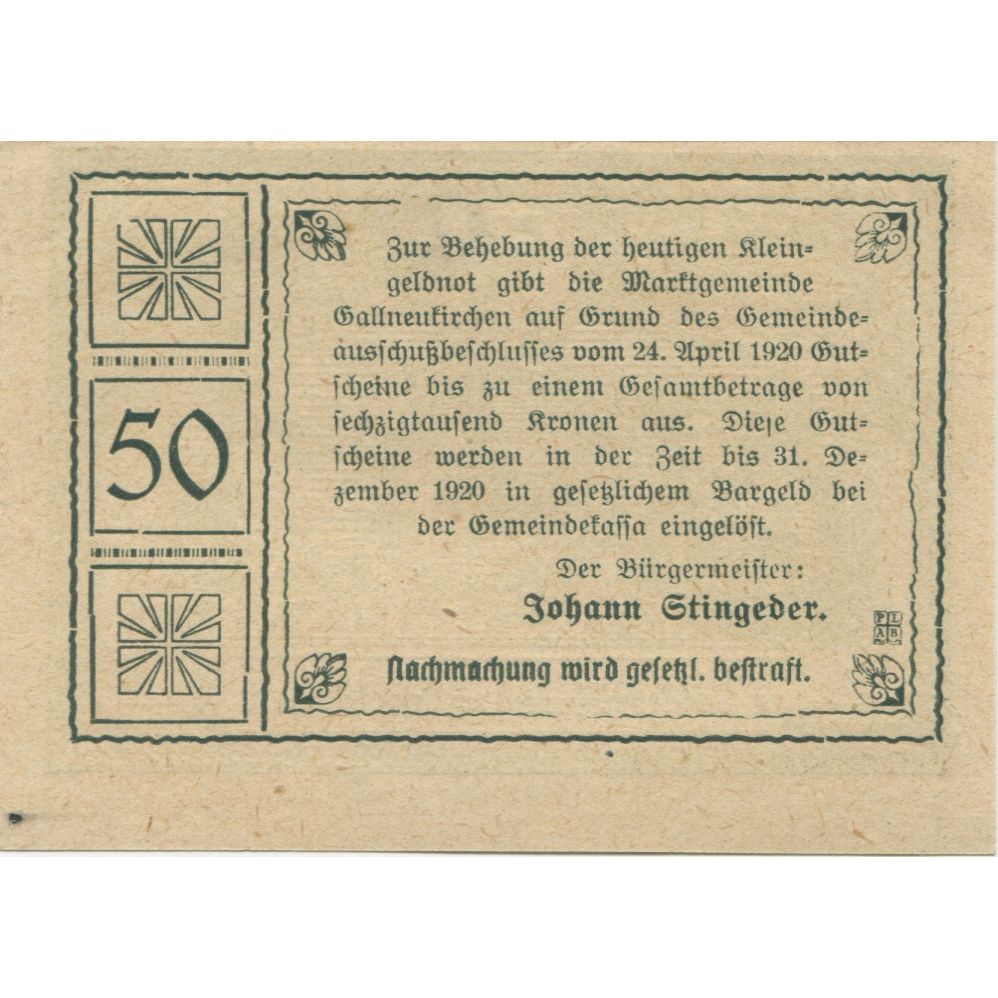 50
Zur Behebung der heutigen Klein=
geldnot gibt die Marktgemeinde
Gallneukirchen auf Grund des Gemeinde=
ausschußbeschlusses vom 24. April 1920 Gut=
scheine bis zu einem Gesamtbetrage von
sechzigtausend Kronen aus. Diese Gut=
scheine werden in der Zeit bis 31. De=
zember 1920 in gesetzlichem Bargeld bei
der Gemeindekassa eingelöst.
Der Bürgermeister:
Johann Stingeder.
Nachmachung wird gesetzl. bestraft.
P L
A B